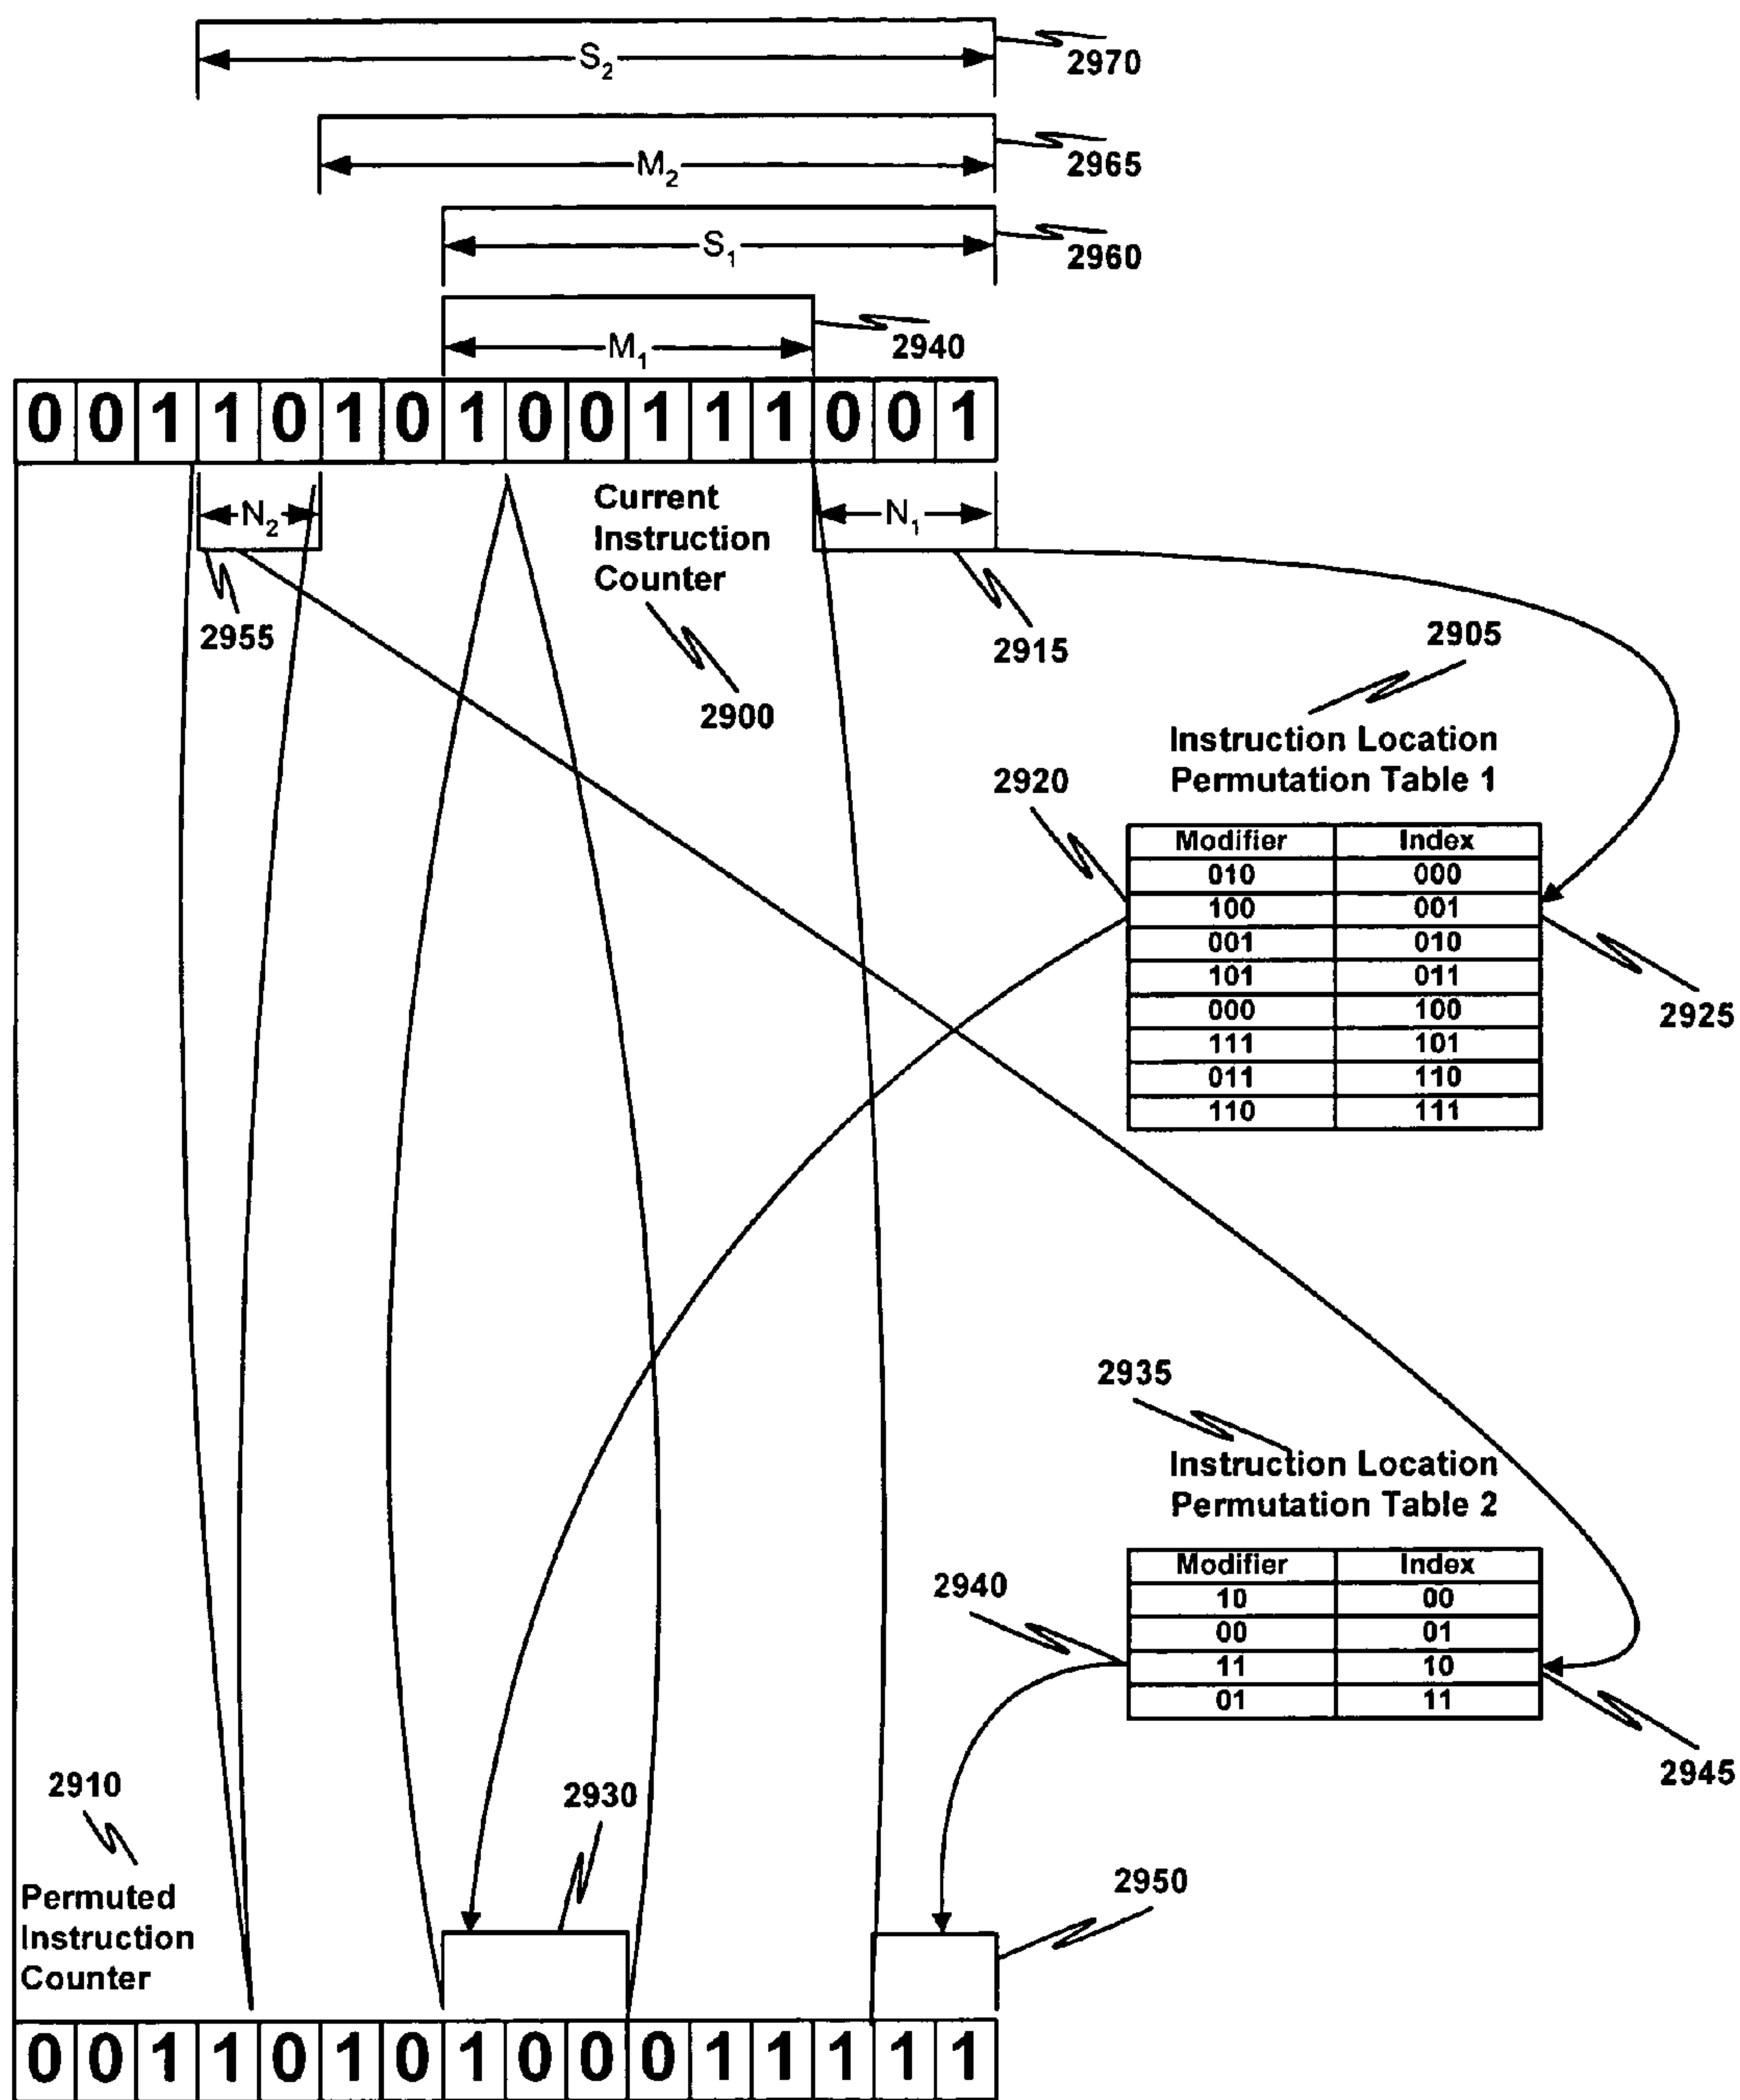 S2
2970
M2
2965
S1
2960
M1
2940
0 0 1 1 0 1 0 1 0 0 1 1 1 0 0 1
N2
Current
Instruction
Counter
N1
2955
2915
2900
2905
Instruction Location
Permutation Table 1
2920
Modifier Index
010 000
100 001
001 010
101 011
000 100
111 101
011 110
110 111
2925
2935
Instruction Location
Permutation Table 2
2940
Modifier Index
10 00
00 01
11 10
01 11
2945
2910
2930
2950
Permuted
Instruction
Counter
0 0 1 1 0 1 0 1 0 0 0 1 1 1 1 1